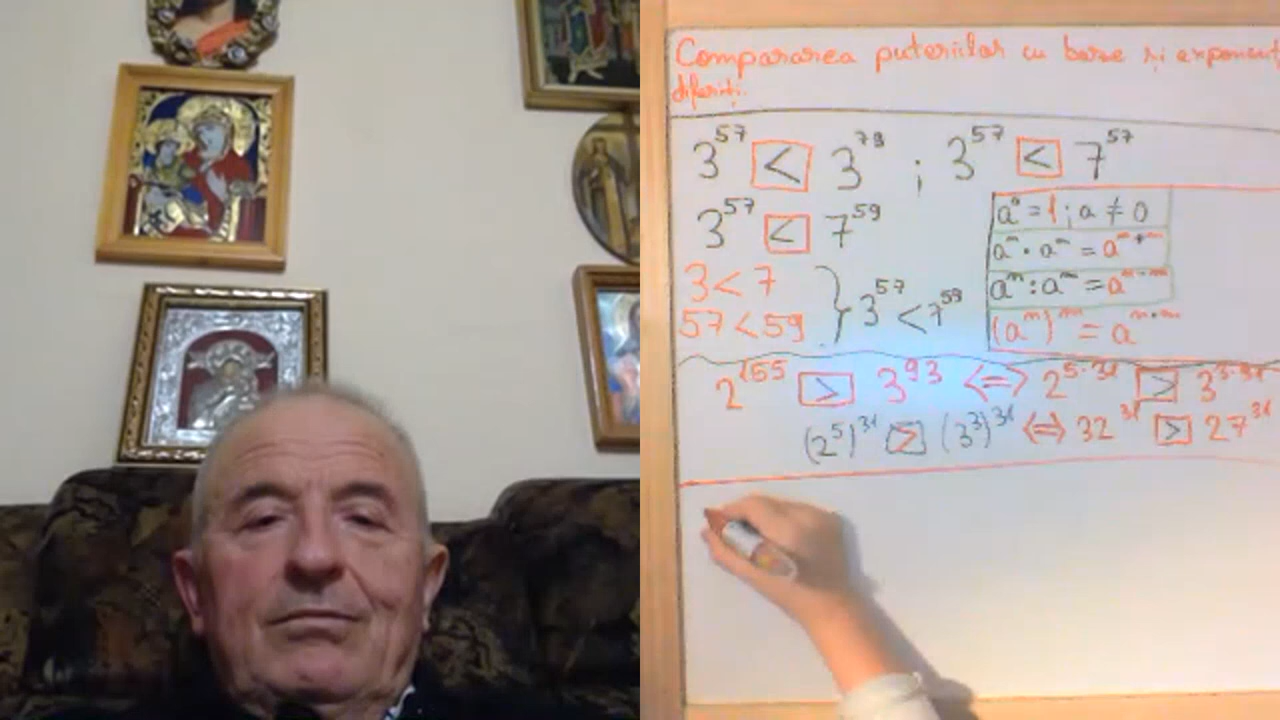 Compararea puterilor cu baze și exponenți
diferiți.
3^57 < 3^79 ; 3^57 < 7^57
3^57 < 7^59
3 < 7
57 < 59
} 3^57 < 7^59
a^0 = 1 ; a ≠ 0
a^m · a^n = a^m+n
a^m : a^n = a^m-n
(a^m)^n = a^m·n
2^155 > 3^93 <=> 2^5·31 > 3^3·31
(2^5)^31 > (3^3)^31 <=> 32^31 > 27^31